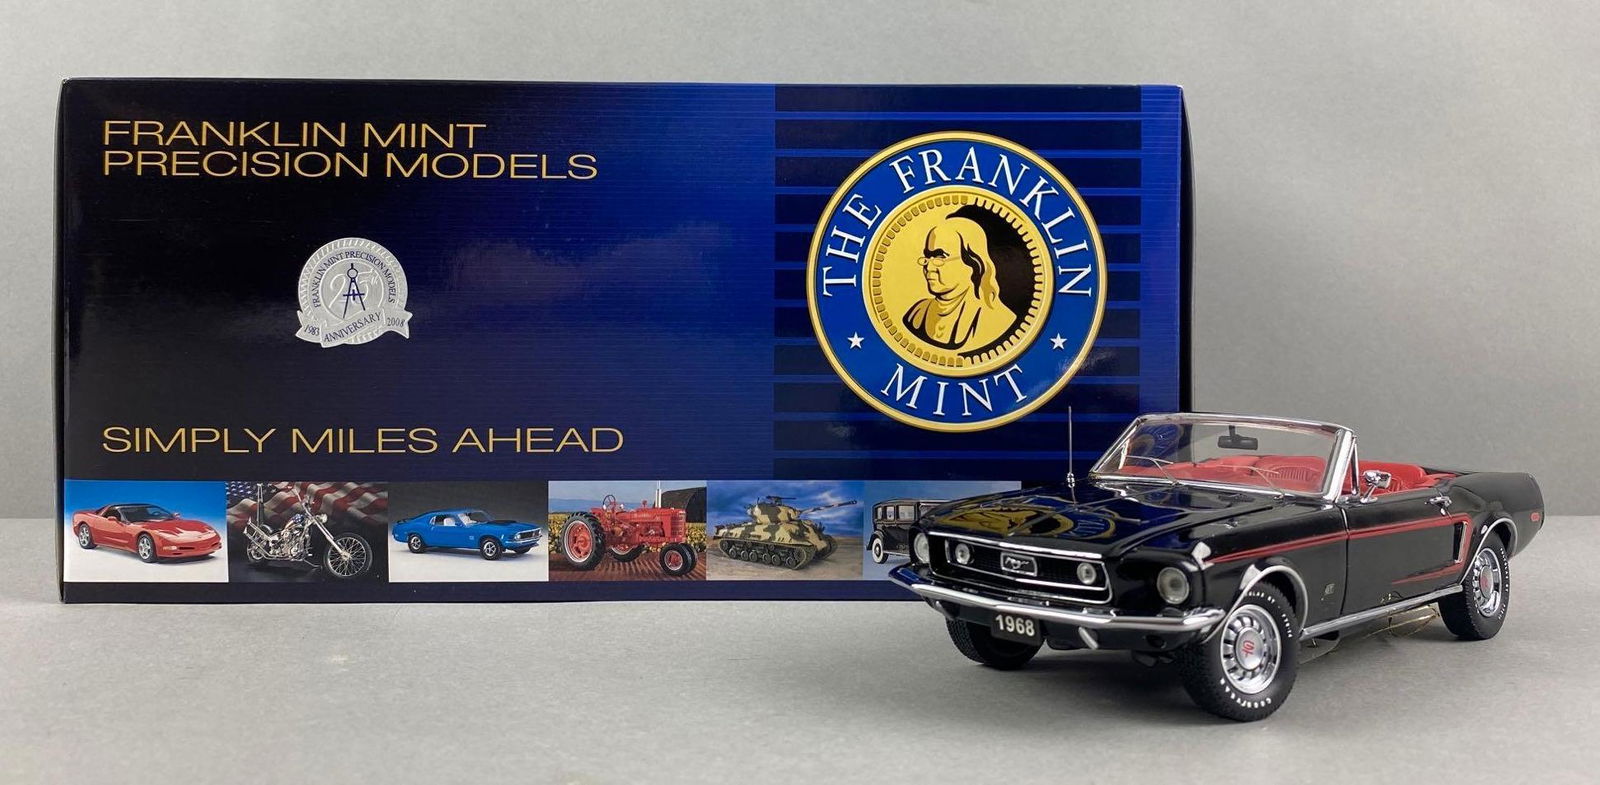 FRANKLIN MINT
PRECISION MODELS
FRANKLIN MINT PRECISION MODELS
25th
1983 ANNIVERSARY 2008
SIMPLY MILES AHEAD
THE FRANKLIN
MINT
1968
GT